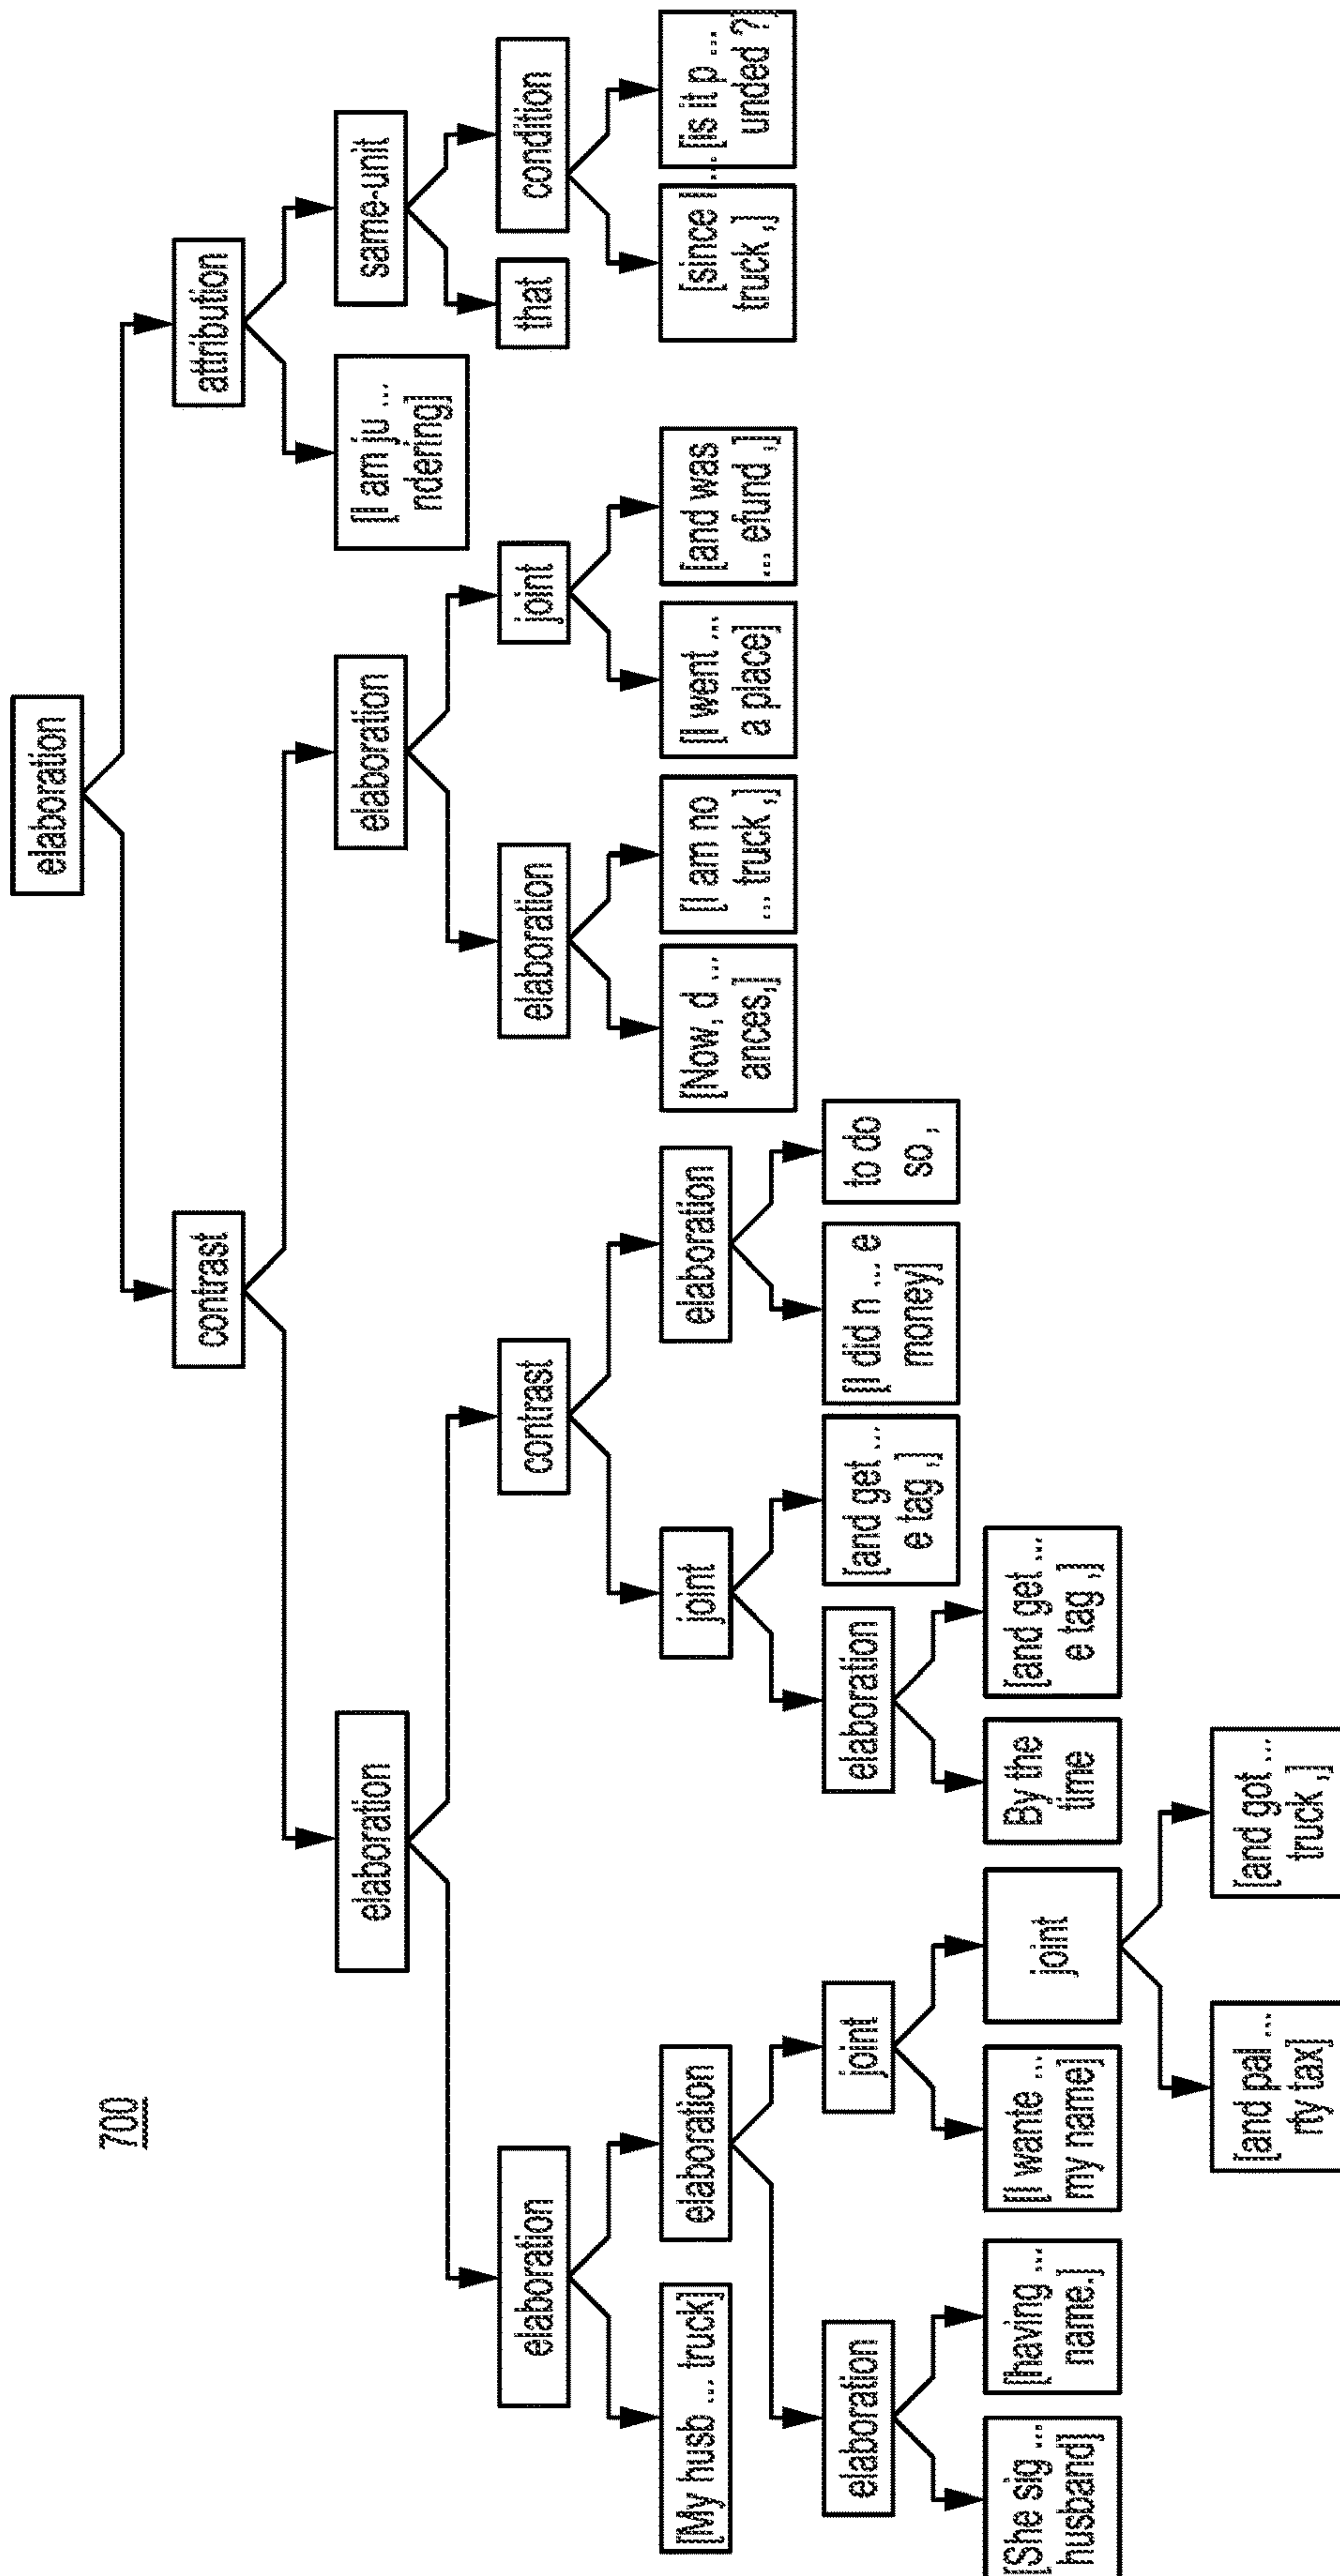 700
elaboration
contrast
attribution
elaboration
elaboration
[I am ju ...
ndering]
same-unit
elaboration
contrast
elaboration
joint
that
condition
[My husb ... truck]
elaboration
joint
elaboration
[Now, d ...
ances,]
[I am no
... truck ,]
[I went ...
a place]
[and was
... efund ,]
[since I ...
truck ,]
[is it p ...
unded ?]
elaboration
joint
elaboration
[and get ...
e tag ,]
[I did n ... e
money]
to do
so ,
[She sig ...
husband]
[having ...
name.]
[I wante ...
my name]
joint
By the
time
[and get ...
e tag ,]
[and pal ...
rty tax]
[and got ...
truck ,]